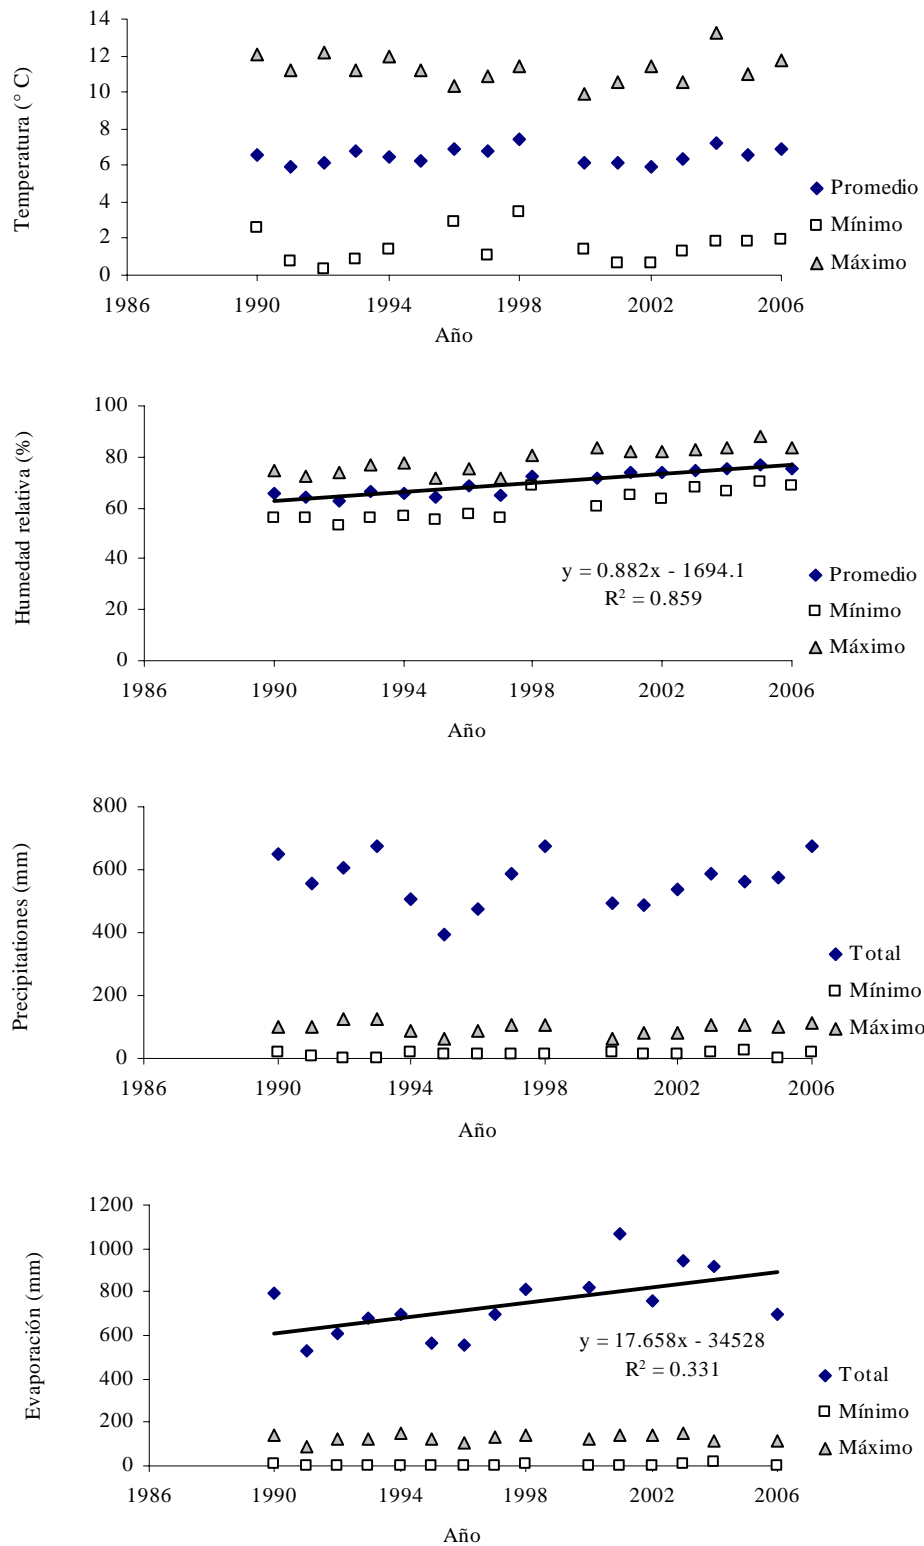 Temperatura (° C)
14
12
10
8
6
4
2
0
1986 1990 1994 1998 2002 2006
Año
Promedio
Mínimo
Máximo
Humedad relativa (%)
100
80
60
40
20
0
1986 1990 1994 1998 2002 2006
Año
y = 0.882x - 1694.1
R² = 0.859
Promedio
Mínimo
Máximo
Precipitationes (mm)
800
600
400
200
0
1986 1990 1994 1998 2002 2006
Año
Total
Mínimo
Máximo
Evaporación (mm)
1200
1000
800
600
400
200
0
1986 1990 1994 1998 2002 2006
Año
y = 17.658x - 34528
R² = 0.331
Total
Mínimo
Máximo